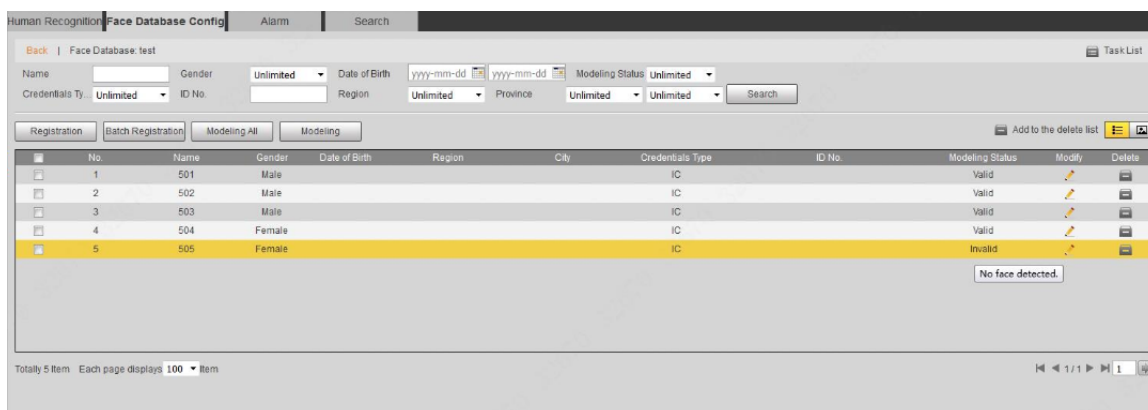 Human Recognition Face Database Config Alarm Search
Back | Face Database: test Task List
Name Gender Unlimited Date of Birth yyyy-mm-dd yyyy-mm-dd Modeling Status Unlimited
Credentials Ty... Unlimited ID No. Region Unlimited Province Unlimited Unlimited Search
Registration Batch Registration Modeling All Modeling Add to the delete list
No. Name Gender Date of Birth Region City Credentials Type ID No. Modeling Status Modify Delete
1 501 Male IC Valid
2 502 Male IC Valid
3 503 Male IC Valid
4 504 Female IC Valid
5 505 Female IC Invalid
No face detected.
Totally 5 Item Each page displays 100 Item 1/1 1